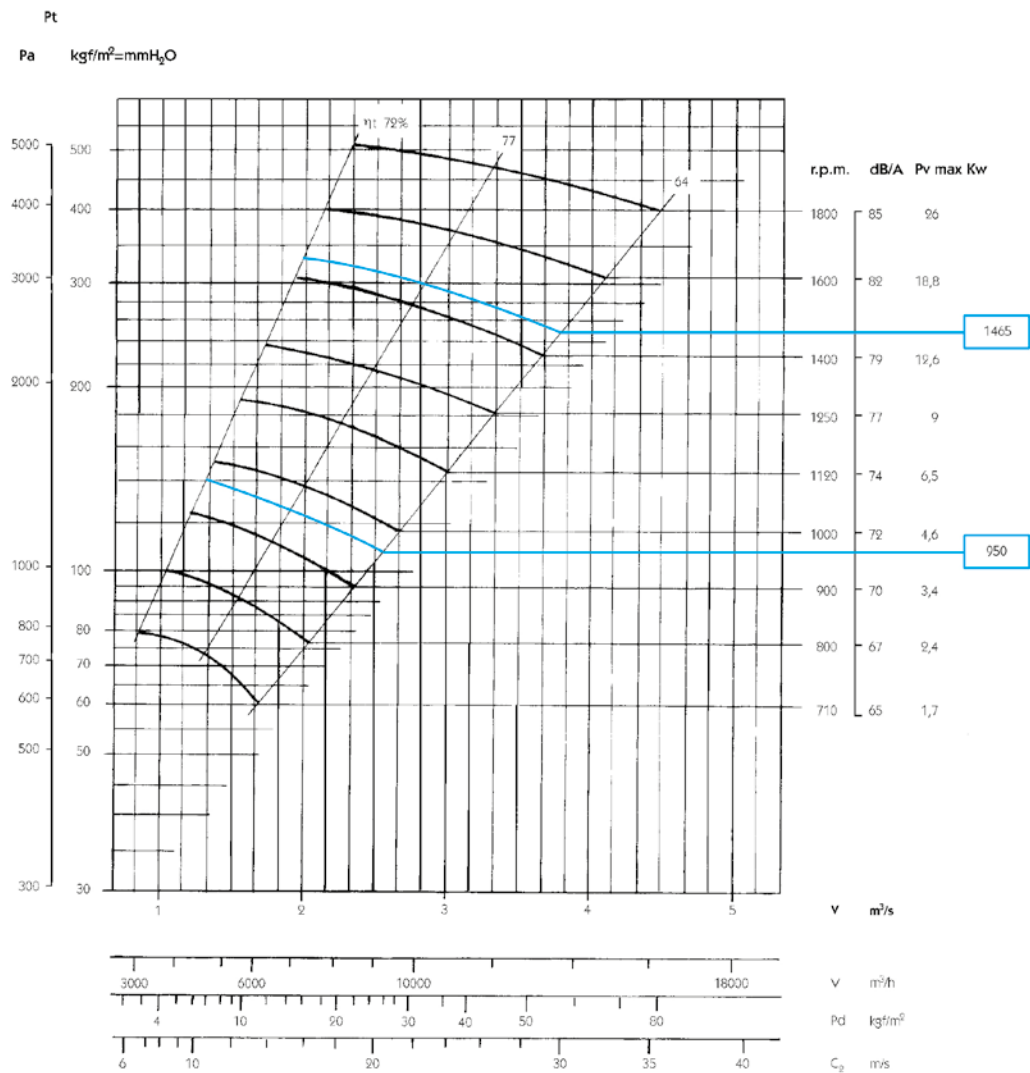 Pt
Pa kgf/m²=mmH₂O
ηt 72%
77
64
5000
4000
3000
2000
1000
900
800
700
600
500
300
500
400
300
200
100
80
70
60
50
30
r.p.m. dB/A Pv max Kw
1800 85 26
1600 82 18,8
1465
1400 79 12,6
1250 77 9
1120 74 6,5
1000 72 4,6
950
900 70 3,4
800 67 2,4
710 65 1,7
1 2 3 4 5 V m³/s
3000 6000 10000 18000 V m³/h
4 10 20 30 40 50 80 Pd kgf/m²
6 10 20 30 35 40 C₂ m/s